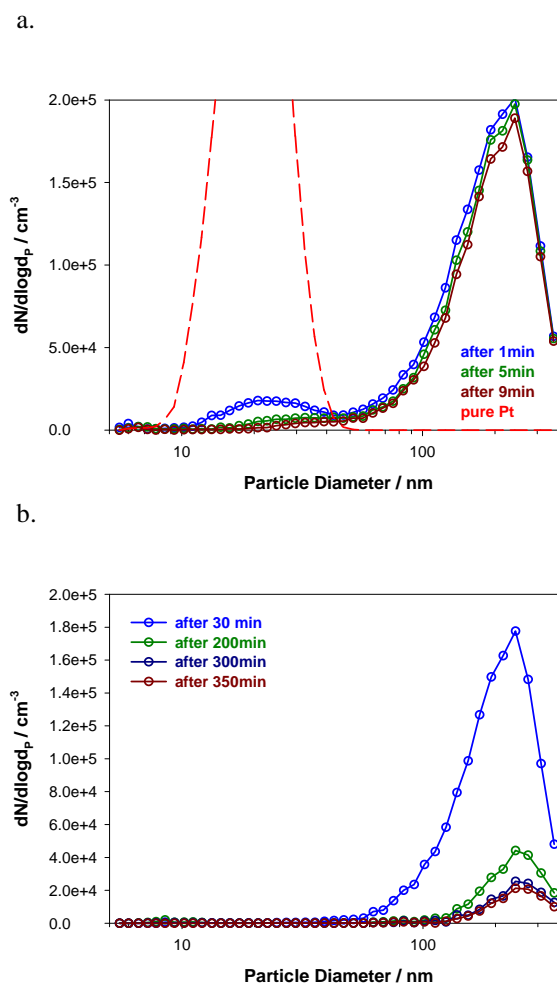 a.
2.0e+5
1.5e+5
1.0e+5
5.0e+4
0.0
dN/dlogdP / cm-3
after 1min
after 5min
after 9min
pure Pt
10
100
Particle Diameter / nm
b.
2.0e+5
1.8e+5
1.6e+5
1.4e+5
1.2e+5
1.0e+5
8.0e+4
6.0e+4
4.0e+4
2.0e+4
0.0
dN/dlogdP / cm-3
after 30 min
after 200min
after 300min
after 350min
10
100
Particle Diameter / nm